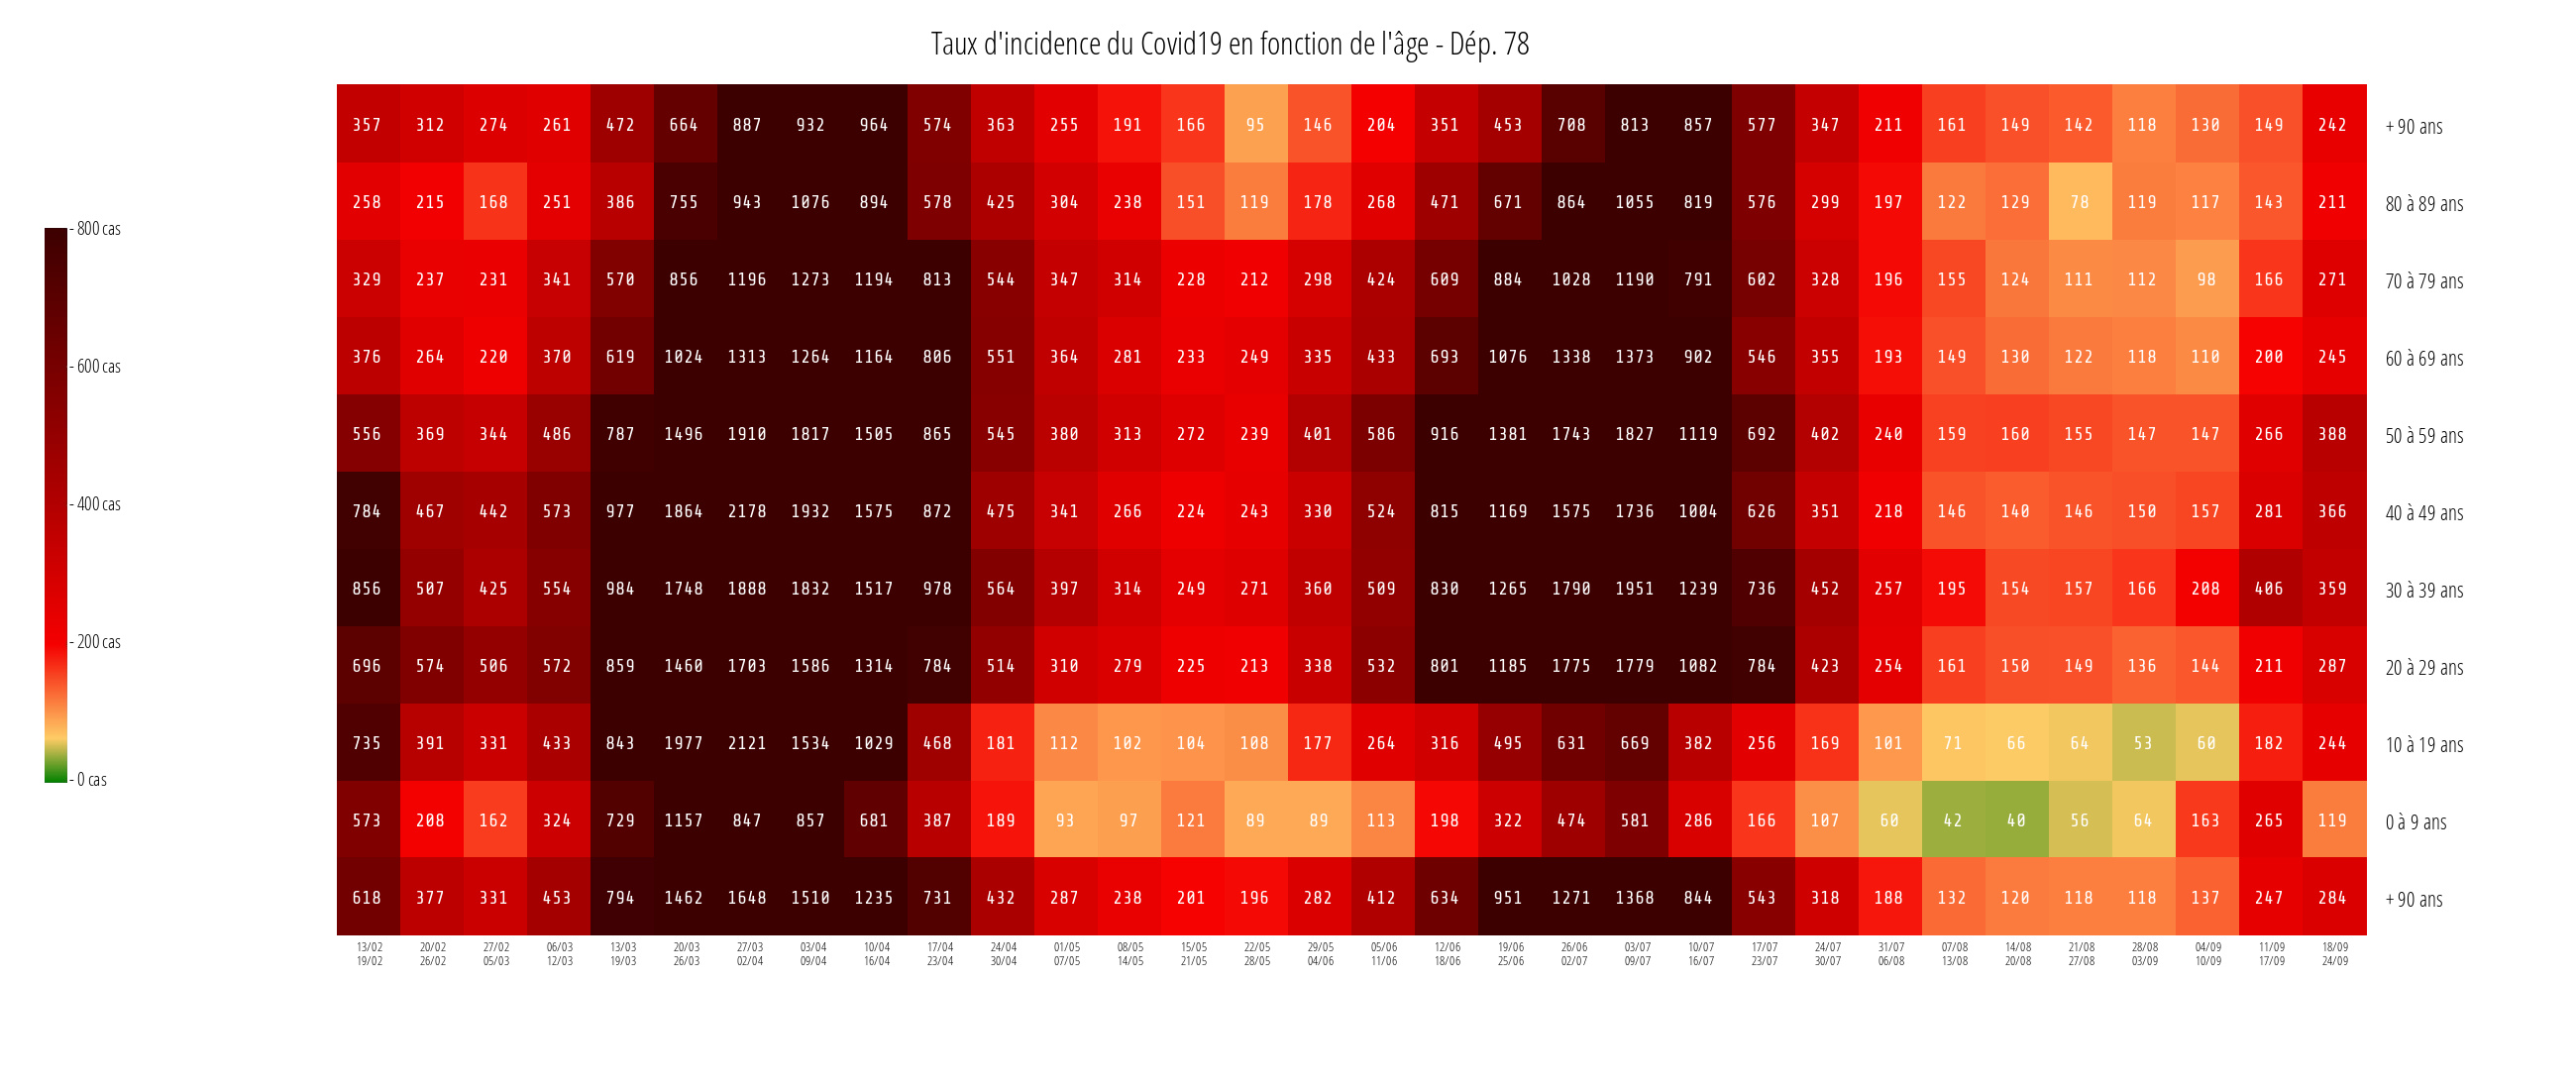 Taux d'incidence du Covid19 en fonction de l'âge - Dép. 78
357 312 274 261 472 664 887 932 964 574 363 255 191 166 95 146 204 351 453 708 813 857 577 347 211 161 149 142 118 130 149 242 + 90 ans
258 215 168 251 386 755 943 1076 894 578 425 304 238 151 119 178 268 471 671 864 1055 819 576 299 197 122 129 78 119 117 143 211 80 à 89 ans
- 800 cas
329 237 231 341 570 856 1196 1273 1194 813 544 347 314 228 212 298 424 609 884 1028 1190 791 602 328 196 155 124 111 112 98 166 271 70 à 79 ans
376 264 220 370 619 1024 1313 1264 1164 806 551 364 281 233 249 335 433 693 1076 1338 1373 902 546 355 193 149 130 122 118 110 200 245 60 à 69 ans
- 600 cas
556 369 344 486 787 1496 1910 1817 1505 865 545 380 313 272 239 401 586 916 1381 1743 1827 1119 692 402 240 159 160 155 147 147 266 388 50 à 59 ans
- 400 cas
784 467 442 573 977 1864 2178 1932 1575 872 475 341 266 224 243 330 524 815 1169 1575 1736 1004 626 351 218 146 140 146 150 157 281 366 40 à 49 ans
856 507 425 554 984 1748 1888 1832 1517 978 564 397 314 249 271 360 509 830 1265 1790 1951 1239 736 452 257 195 154 157 166 208 406 359 30 à 39 ans
- 200 cas
696 574 506 572 859 1460 1703 1586 1314 784 514 310 279 225 213 338 532 801 1185 1775 1779 1082 784 423 254 161 150 149 136 144 211 287 20 à 29 ans
735 391 331 433 843 1977 2121 1534 1029 468 181 112 102 104 108 177 264 316 495 631 669 382 256 169 101 71 66 64 53 60 182 244 10 à 19 ans
- 0 cas
573 208 162 324 729 1157 847 857 681 387 189 93 97 121 89 89 113 198 322 474 581 286 166 107 60 42 40 56 64 163 265 119 0 à 9 ans
618 377 331 453 794 1462 1648 1510 1235 731 432 287 238 201 196 282 412 634 951 1271 1368 844 543 318 188 132 120 118 118 137 247 284 + 90 ans
13/02 20/02 27/02 06/03 13/03 20/03 27/03 03/04 10/04 17/04 24/04 01/05 08/05 15/05 22/05 29/05 05/06 12/06 19/06 26/06 03/07 10/07 17/07 24/07 31/07 07/08 14/08 21/08 28/08 04/09 11/09 18/09
19/02 26/02 05/03 12/03 19/03 26/03 02/04 09/04 16/04 23/04 30/04 07/05 14/05 21/05 28/05 04/06 11/06 18/06 25/06 02/07 09/07 16/07 23/07 30/07 06/08 13/08 20/08 27/08 03/09 10/09 17/09 24/09